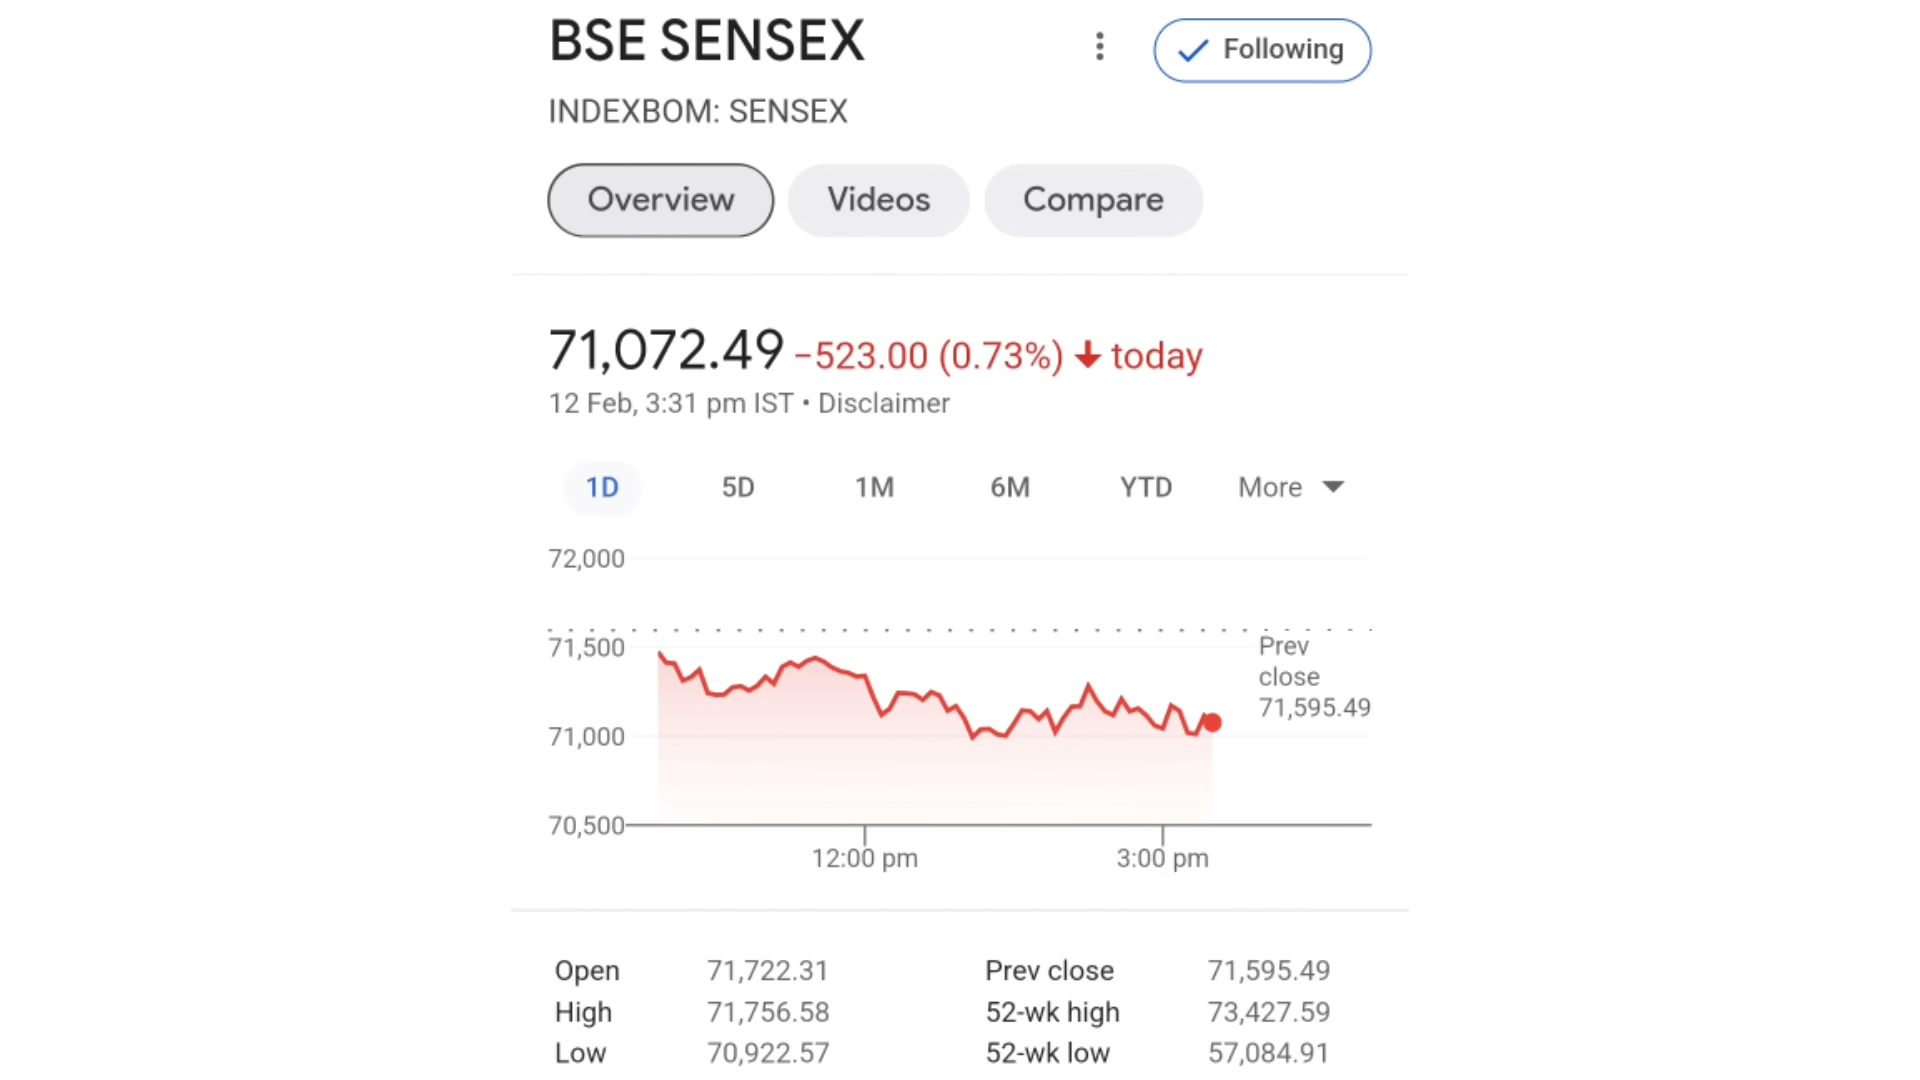 BSE SENSEX
Following
INDEXBOM: SENSEX
Overview Videos Compare
71,072.49 −523.00 (0.73%) ↓ today
12 Feb, 3:31 pm IST • Disclaimer
1D 5D 1M 6M YTD More
72,000
71,500
71,000
70,500
Prev
close
71,595.49
12:00 pm 3:00 pm
Open 71,722.31 Prev close 71,595.49
High 71,756.58 52-wk high 73,427.59
Low 70,922.57 52-wk low 57,084.91